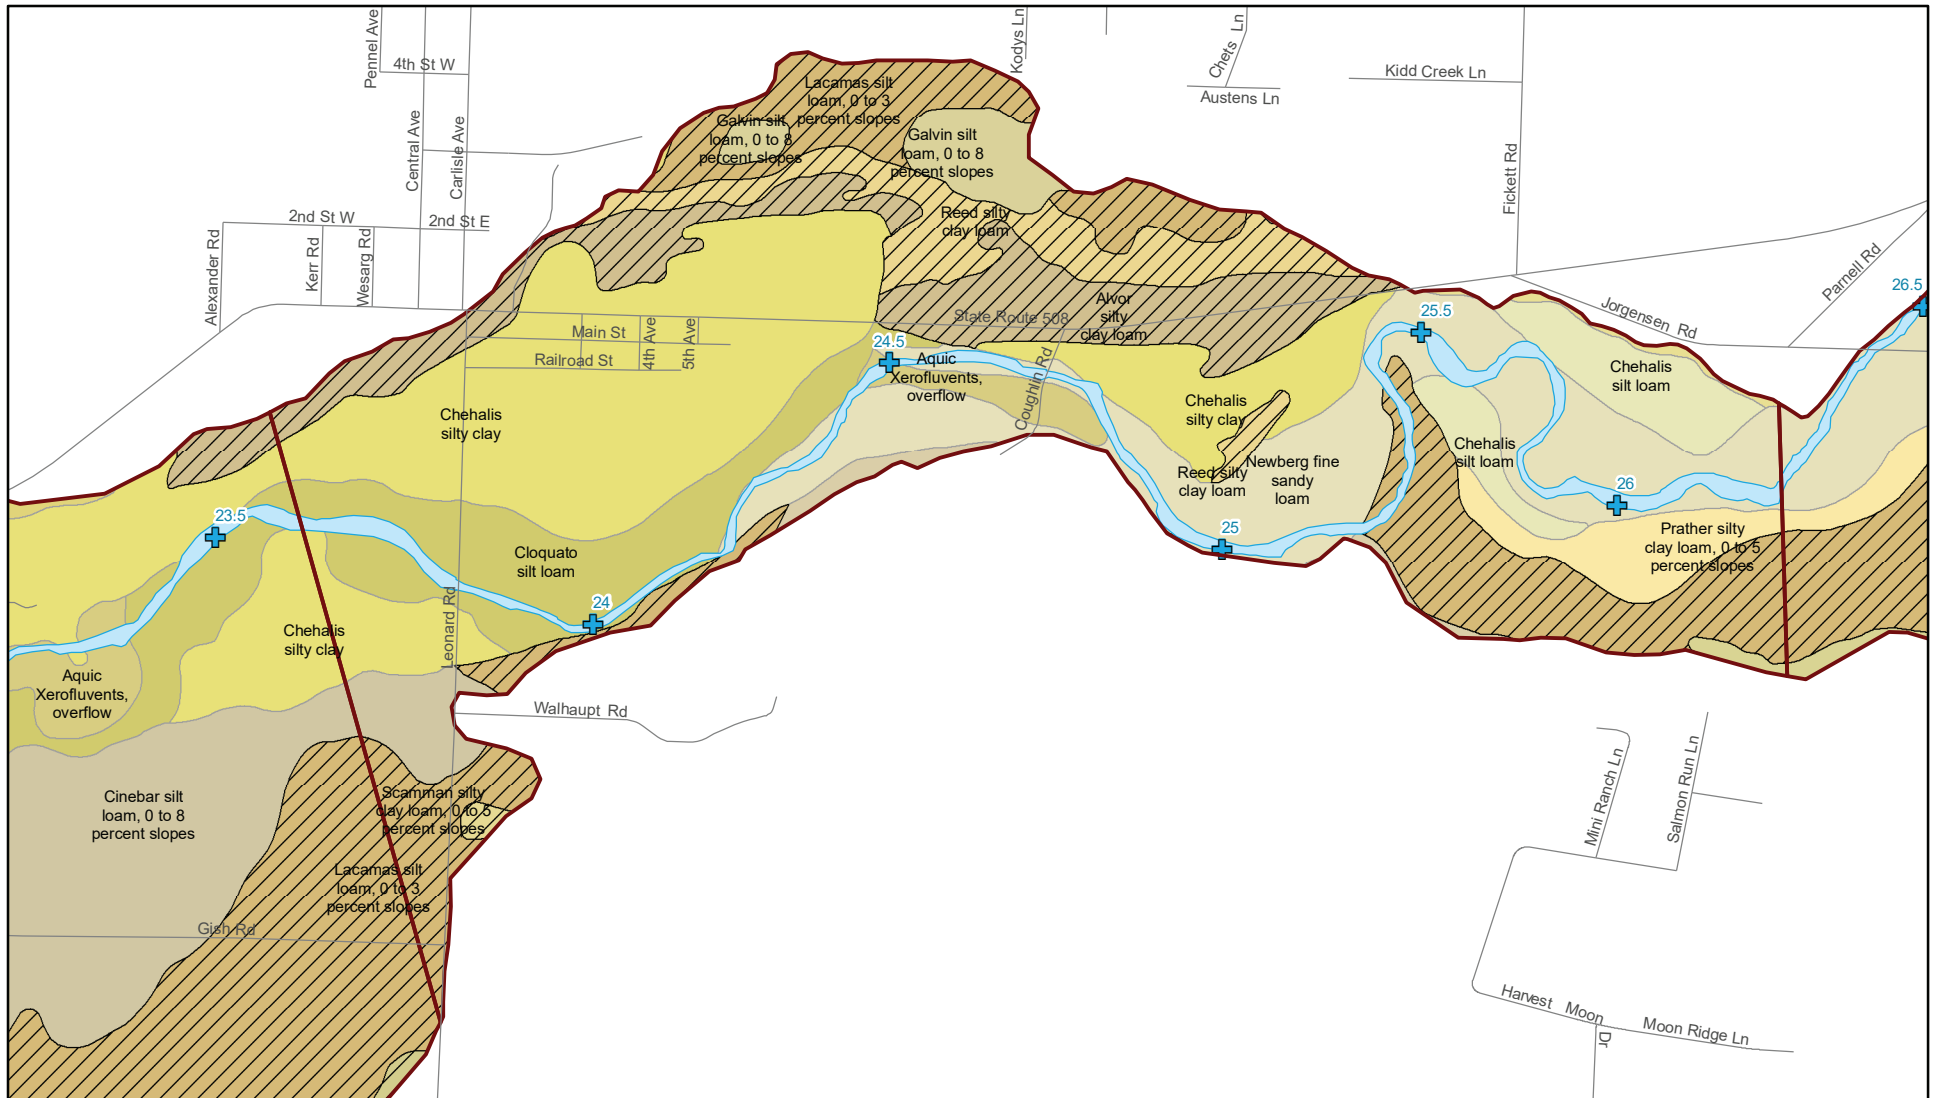 Pennel Ave
4th St W
Central Ave
Carlisle Ave
2nd St W
2nd St E
Alexander Rd
Kerr Rd
Wesarg Rd
Kodys Ln
Chets Ln
Austens Ln
Kidd Creek Ln
Fickett Rd
Parnell Rd
Jorgensen Rd
Lacamas silt
loam, 0 to 3
percent slopes
Galvin silt
loam, 0 to 8
percent slopes
Galvin silt
loam, 0 to 8
percent slopes
Reed silty
clay loam
Alvor
silty
clay loam
State Route 508
Main St
Railroad St
4th Ave
5th Ave
24.5
Aquic
Xerofluvents,
overflow
Coughlin Rd
25.5
26.5
Chehalis
silt loam
Chehalis
silty clay
Chehalis
silty clay
Chehalis
silt loam
Reed silty
clay loam
Newberg fine
sandy
loam
26
25
Prather silty
clay loam, 0 to 5
percent slopes
23.5
Cloquato
silt loam
24
Leonard Rd
Chehalis
silty clay
Aquic
Xerofluvents,
overflow
Walhaupt Rd
Cinebar silt
loam, 0 to 8
percent slopes
Scamman silty
clay loam, 0 to 5
percent slopes
Lacamas silt
loam, 0 to 3
percent slopes
Gish Rd
Mini Ranch Ln
Salmon Run Ln
Harvest Moon
Dr
Moon Ridge Ln